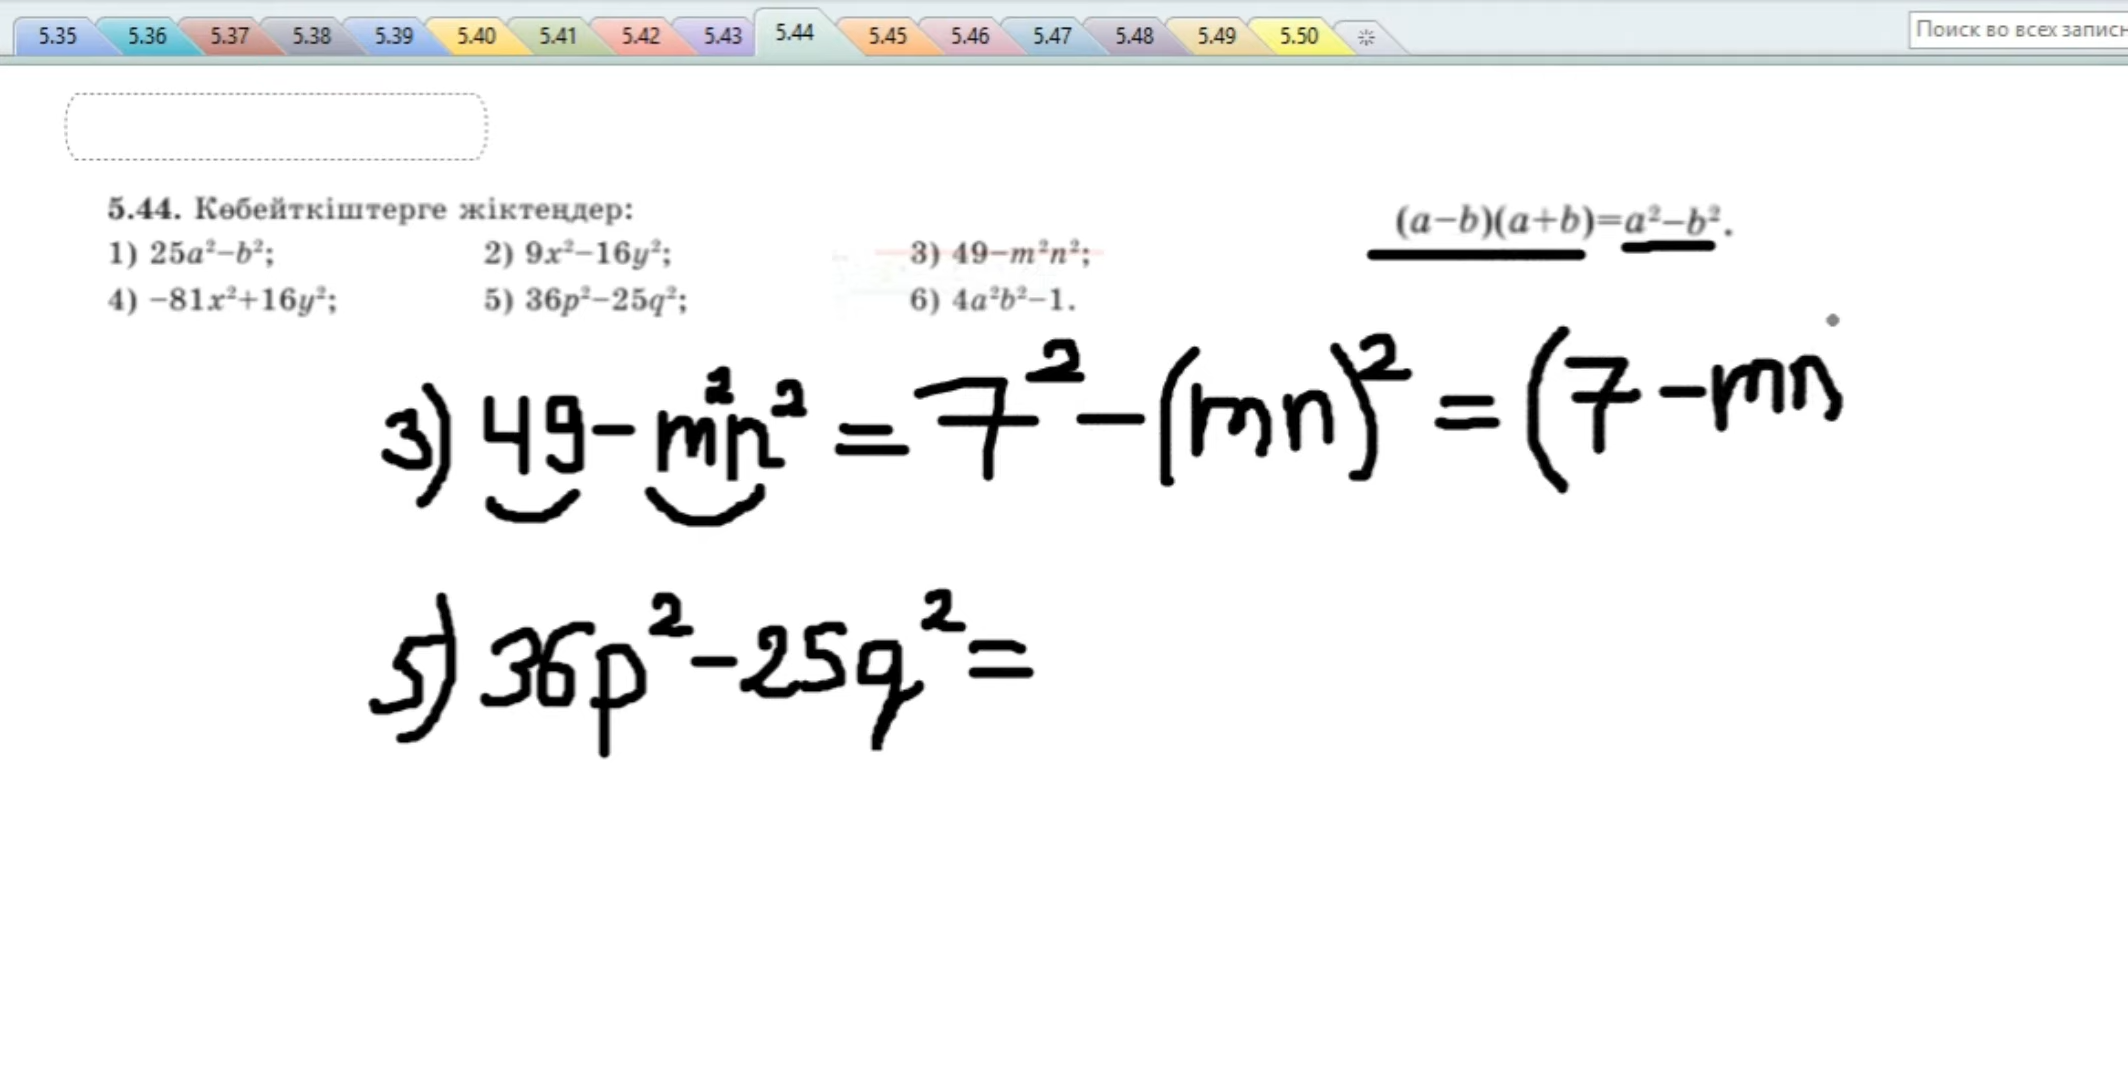 5.35 5.36 5.37 5.38 5.39 5.40 5.41 5.42 5.43 5.44 5.45 5.46 5.47 5.48 5.49 5.50
Поиск во всех запис
5.44. Көбейткіштерге жіктеңдер:
1) 25a²−b²; 2) 9x²−16y²; 3) 49−m²n²;
4) −81x²+16y²; 5) 36p²−25q²; 6) 4a²b²−1.
(a−b)(a+b)=a²−b².
3) 49−m²n² = 7² − (mn)² = (7 − mn
5) 36p² − 25q² =